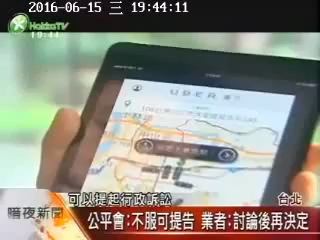 2016-06-15 三 19:44:11
HakkaTV
19:44
UBER
可以提起行政訴訟
台北
暗夜新聞
公平會:不服可提告 業者:討論後再決定